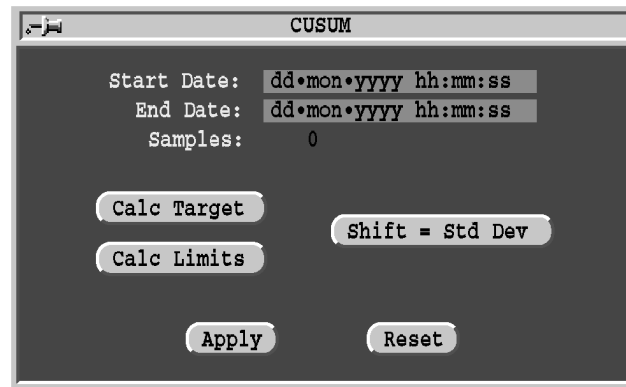 CUSUM
Start Date: dd•mon•yyyy hh:mm:ss
End Date: dd•mon•yyyy hh:mm:ss
Samples: 0
Calc Target
Shift = Std Dev
Calc Limits
Apply Reset